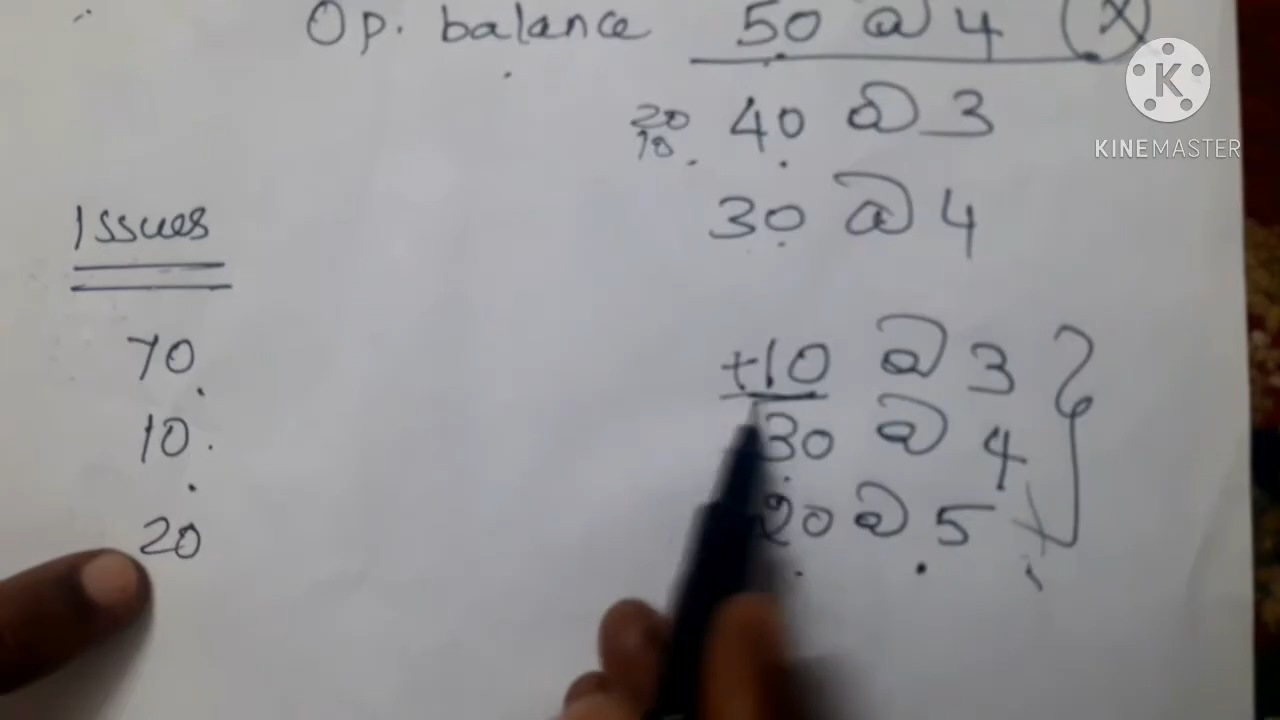 Op. balance 50 @ 4 (X)
20 40 @ 3
10
30 @ 4
Issues
70
10
20
+10 @ 3
30 @ 4
20 @ 5
K
KINEMASTER